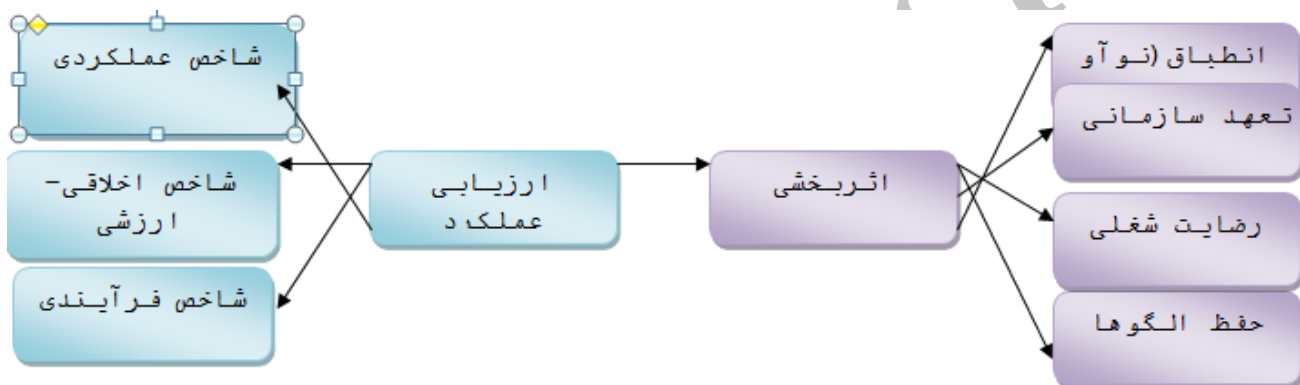 شاخص عملکردی
انطباق (نوآو
تعهد سازمانی
شاخص اخلاقی-
ارزشی
ارزیابی
عملکرد
اثربخشی
رضایت شغلی
شاخص فرآیندی
حفظ الگوها